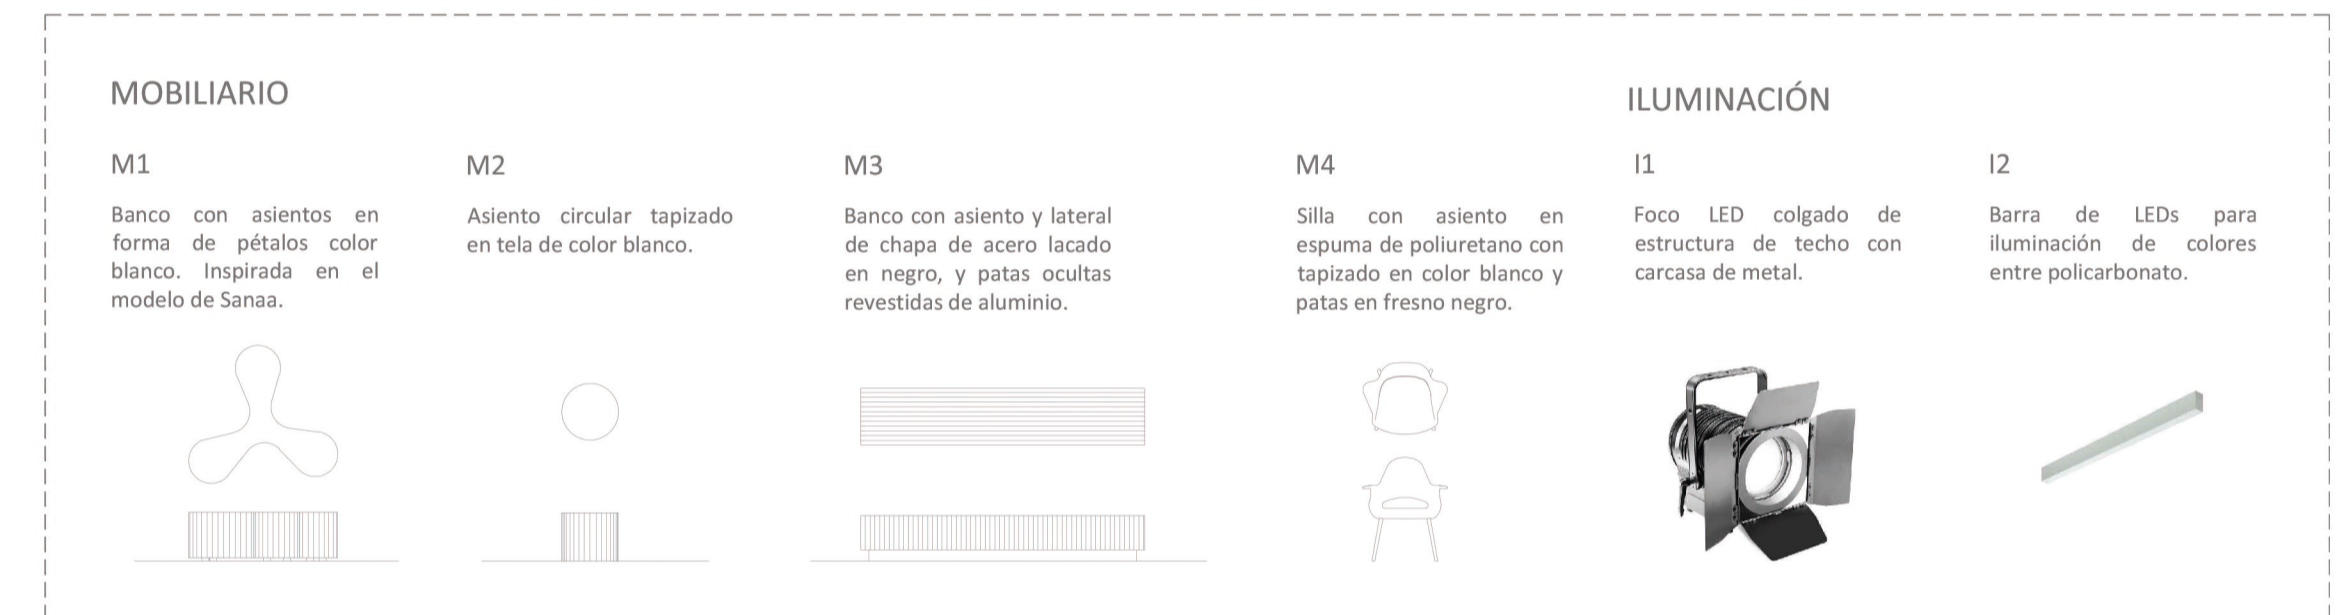 MOBILIARIO
M1
Banco con asientos en
forma de pétalos color
blanco. Inspirada en el
modelo de Sanaa.
M2
Asiento circular tapizado
en tela de color blanco.
M3
Banco con asiento y lateral
de chapa de acero lacado
en negro, y patas ocultas
revestidas de aluminio.
M4
Silla con asiento en
espuma de poliuretano con
tapizado en color blanco y
patas en fresno negro.
ILUMINACIÓN
I1
Foco LED colgado de
estructura de techo con
carcasa de metal.
I2
Barra de LEDs para
iluminación de colores
entre policarbonato.